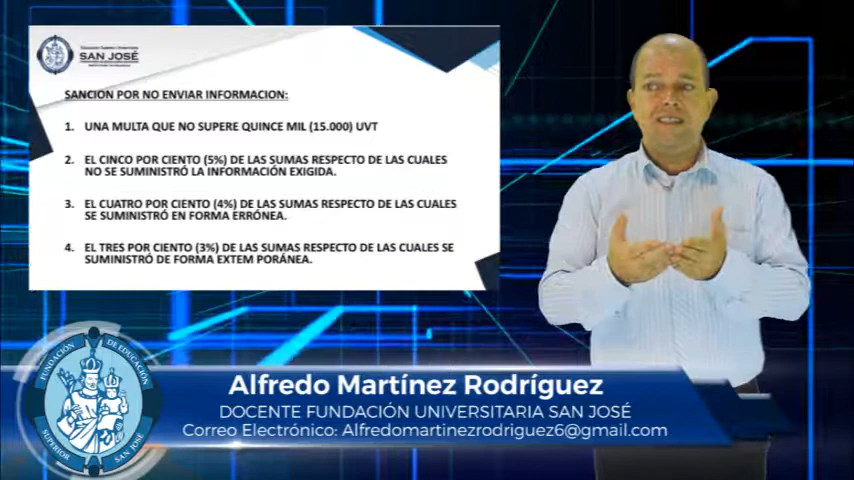 Educación Superior Universitaria
SAN JOSÉ
SANCION POR NO ENVIAR INFORMACION:
1. UNA MULTA QUE NO SUPERE QUINCE MIL (15.000) UVT
2. EL CINCO POR CIENTO (5%) DE LAS SUMAS RESPECTO DE LAS CUALES
NO SE SUMINISTRÓ LA INFORMACIÓN EXIGIDA.
3. EL CUATRO POR CIENTO (4%) DE LAS SUMAS RESPECTO DE LAS CUALES
SE SUMINISTRÓ EN FORMA ERRÓNEA.
4. EL TRES POR CIENTO (3%) DE LAS SUMAS RESPECTO DE LAS CUALES SE
SUMINISTRÓ DE FORMA EXTEM PORÁNEA.
FUNDACIÓN DE EDUCACIÓN
SUPERIOR SAN JOSÉ
Alfredo Martínez Rodríguez
DOCENTE FUNDACIÓN UNIVERSITARIA SAN JOSÉ
Correo Electrónico: Alfredomartinezrodriguez6@gmail.com